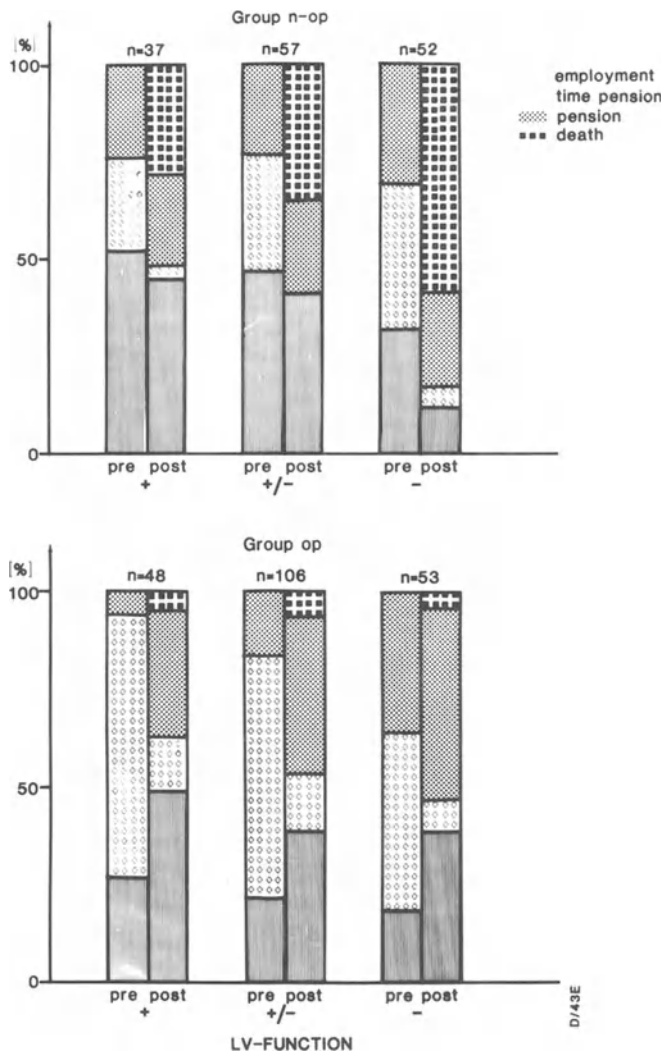 Group n-op
[%]
n=37 n=57 n=52
100
employment
time pension
pension
death
50
0
pre post pre post pre post
+ +/- -
Group op
[%]
n=48 n=106 n=53
100
50
0
pre post pre post pre post
+ +/- -
LV-FUNCTION
D/43E